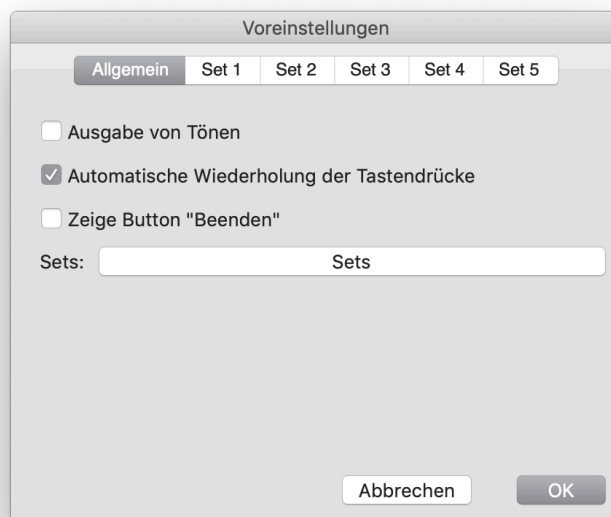 Voreinstellungen
Allgemein Set 1 Set 2 Set 3 Set 4 Set 5
Ausgabe von Tönen
Automatische Wiederholung der Tastendrücke
Zeige Button "Beenden"
Sets: Sets
Abbrechen OK